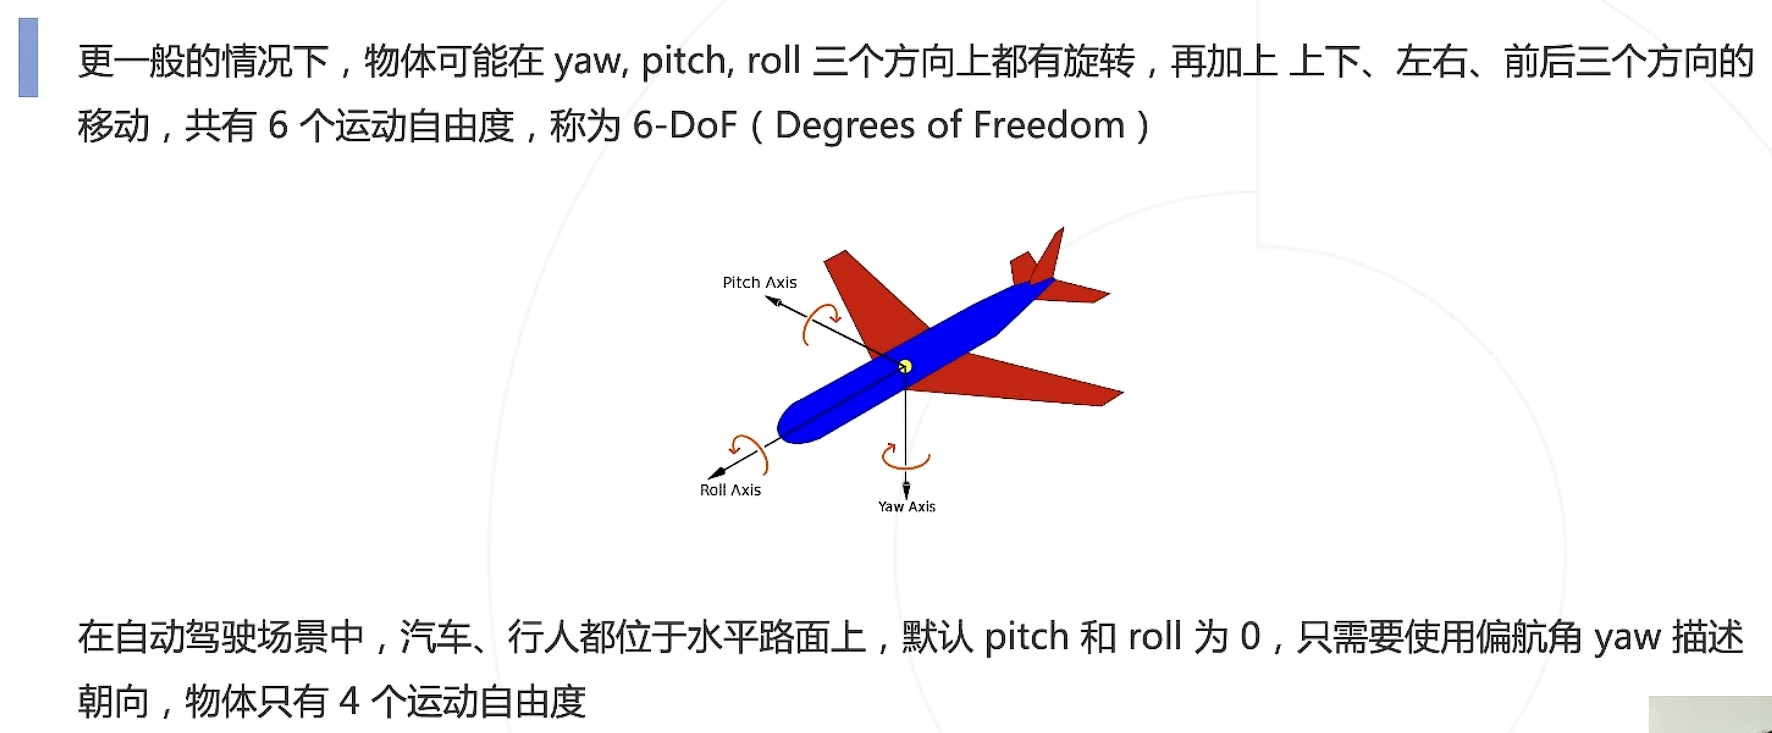 更一般的情况下，物体可能在 yaw, pitch, roll 三个方向上都有旋转，再加上 上下、左右、前后三个方向的
移动，共有 6 个运动自由度，称为 6-DoF（Degrees of Freedom）
Pitch Axis
Roll Axis
Yaw Axis
在自动驾驶场景中，汽车、行人都位于水平路面上，默认 pitch 和 roll 为 0，只需要使用偏航角 yaw 描述
朝向，物体只有 4 个运动自由度